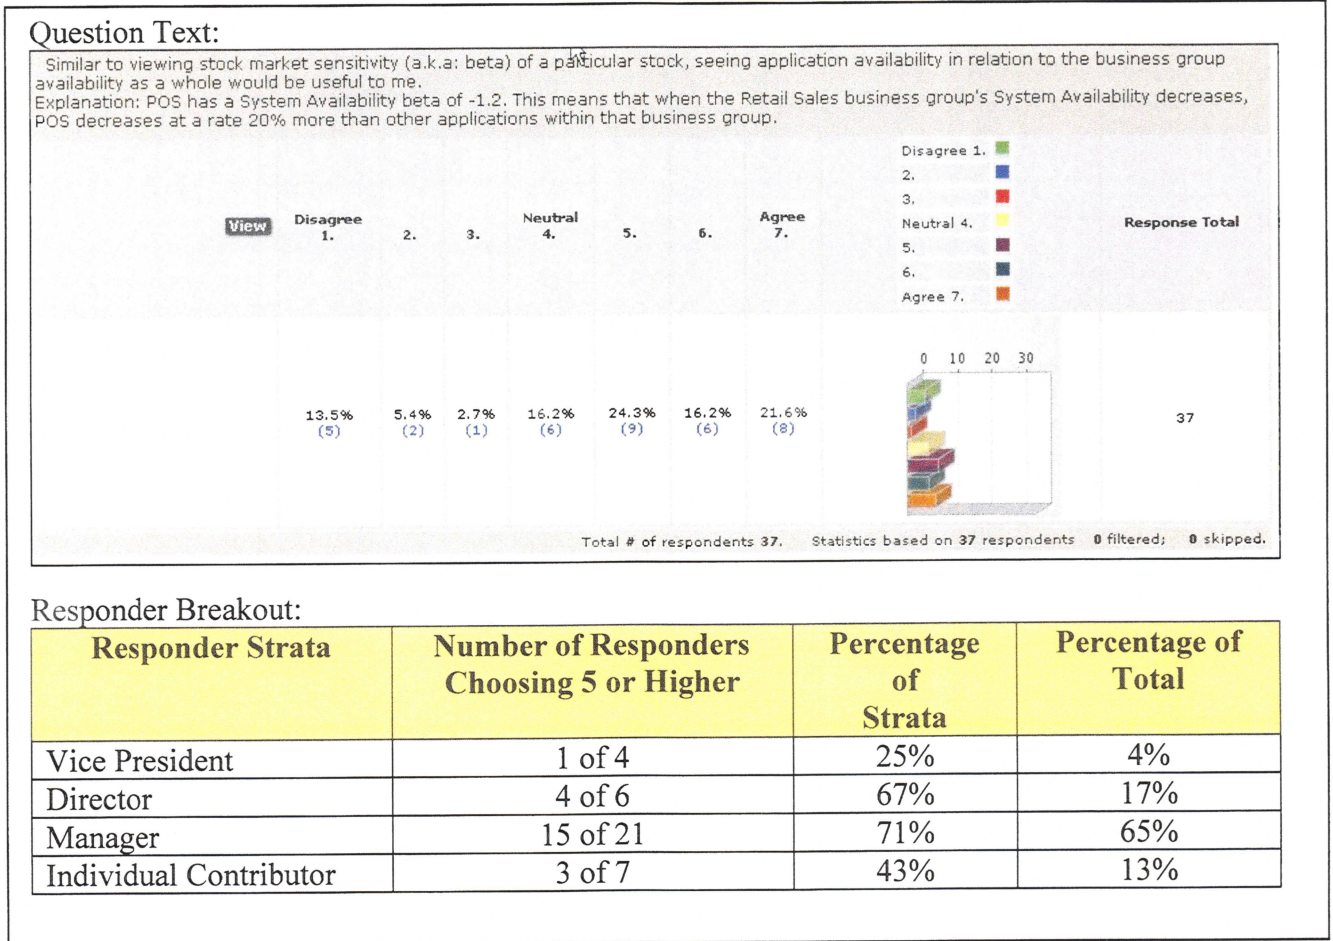 Question Text:
Similar to viewing stock market sensitivity (a.k.a: beta) of a particular stock, seeing application availability in relation to the business group
availability as a whole would be useful to me.
Explanation: POS has a System Availability beta of -1.2. This means that when the Retail Sales business group's System Availability decreases,
POS decreases at a rate 20% more than other applications within that business group.
View
Disagree
1.
2.
3.
Neutral
4.
5.
6.
Agree
7.
Disagree 1.
2.
3.
Neutral 4.
5.
6.
Agree 7.
Response Total
13.5% 5.4% 2.7% 16.2% 24.3% 16.2% 21.6%
(5) (2) (1) (6) (9) (6) (8)
0 10 20 30
37
Total # of respondents 37. Statistics based on 37 respondents 0 filtered; 0 skipped.
Responder Breakout:
Responder Strata
Number of Responders
Choosing 5 or Higher
Percentage
of
Strata
Percentage of
Total
Vice President 1 of 4 25% 4%
Director 4 of 6 67% 17%
Manager 15 of 21 71% 65%
Individual Contributor 3 of 7 43% 13%